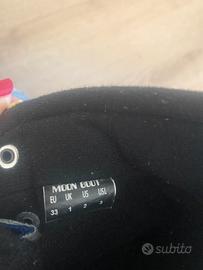 MOON BOOT
EU UK US USL
33 1 2 3
subito